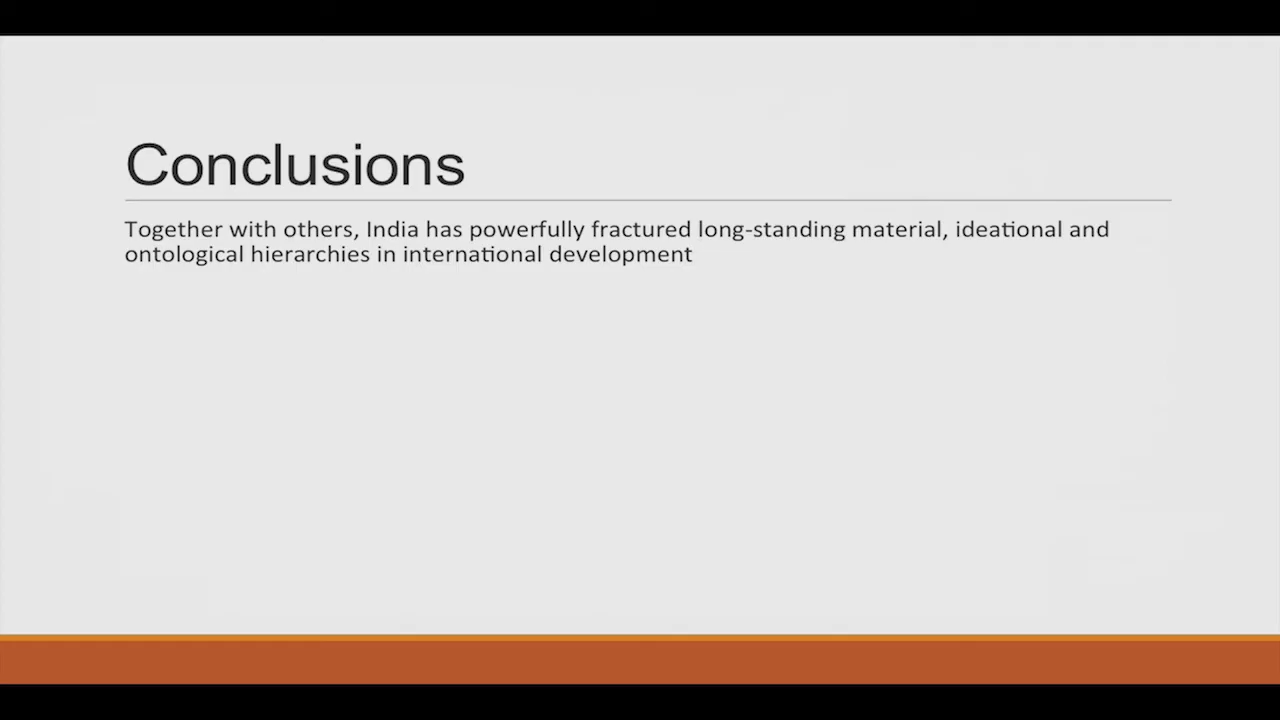 Conclusions
Together with others, India has powerfully fractured long-standing material, ideational and
ontological hierarchies in international development